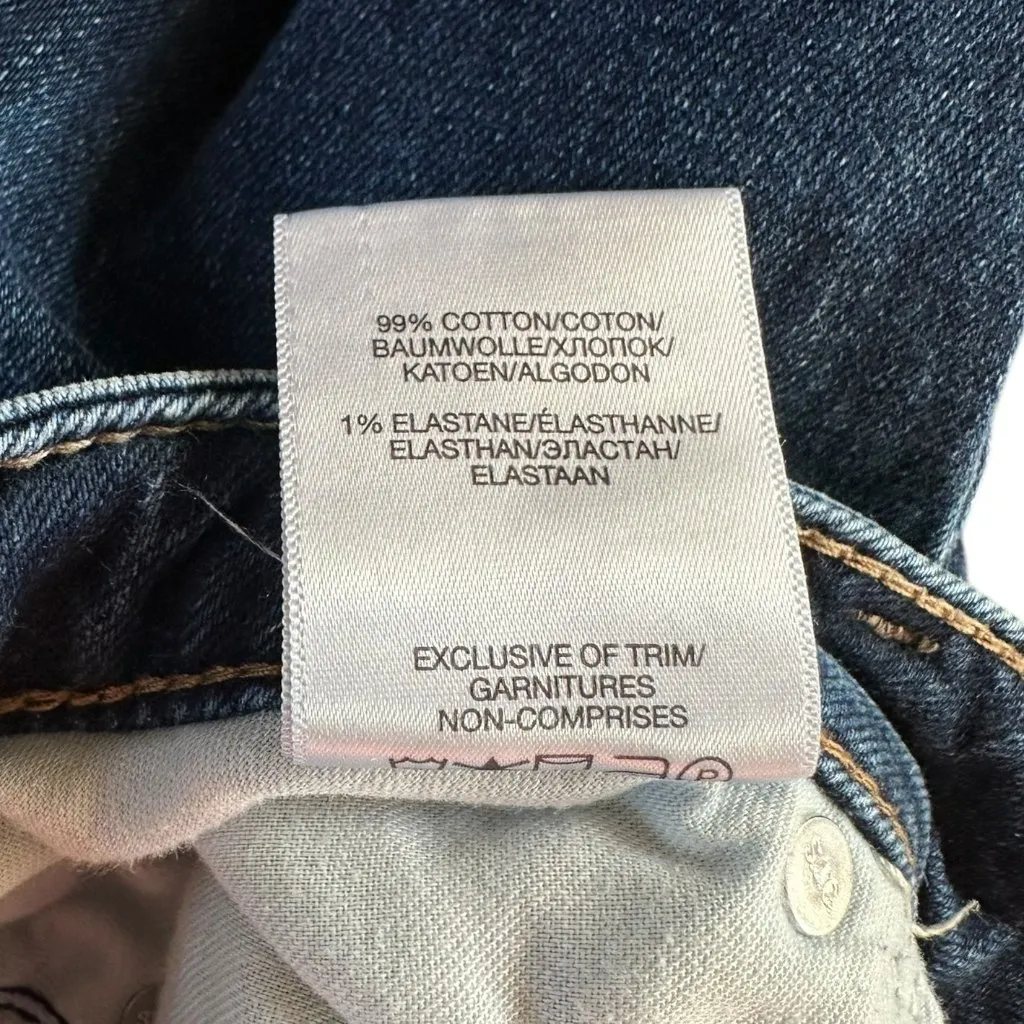 99% COTTON/COTON/
BAUMWOLLE/ХЛОПОК/
KATOEN/ALGODON
1% ELASTANE/ÉLASTHANNE/
ELASTHAN/ЭЛАСТАН/
ELASTAAN
EXCLUSIVE OF TRIM/
GARNITURES
NON-COMPRISES
P